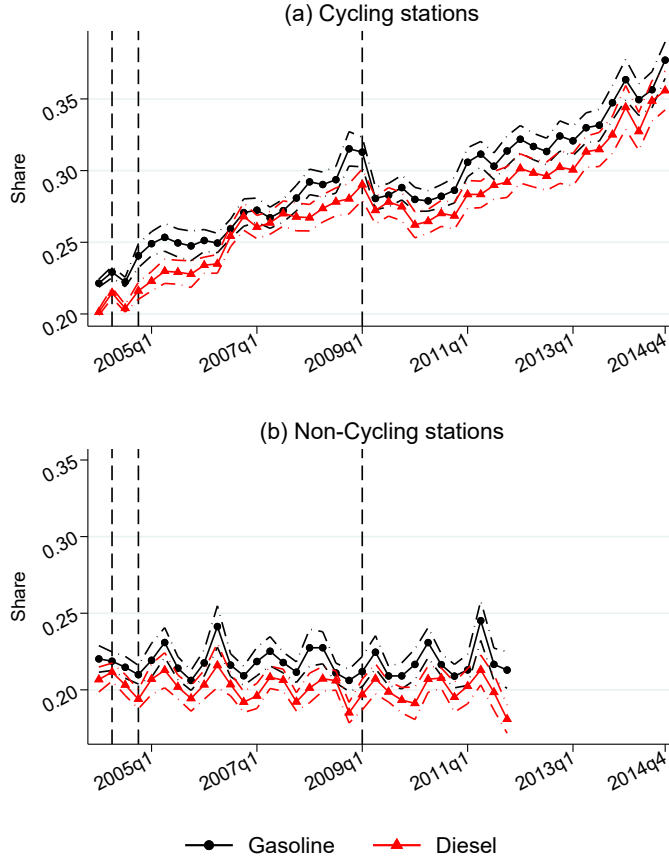 (a) Cycling stations
Share
0.35
0.30
0.25
0.20
2005q1
2007q1
2009q1
2011q1
2013q1
2014q4
(b) Non-Cycling stations
Share
0.35
0.30
0.25
0.20
2005q1
2007q1
2009q1
2011q1
2013q1
2014q4
Gasoline
Diesel